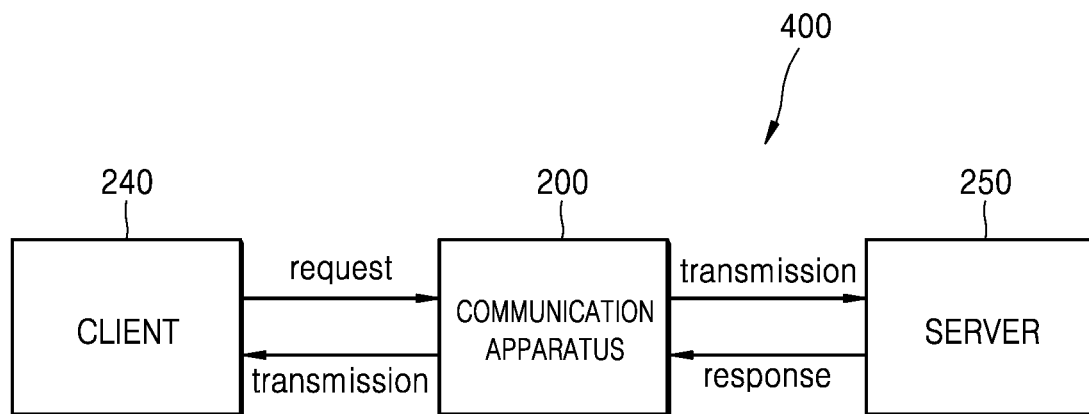 400
240
200
250
request
transmission
CLIENT
COMMUNICATION
APPARATUS
SERVER
transmission
response